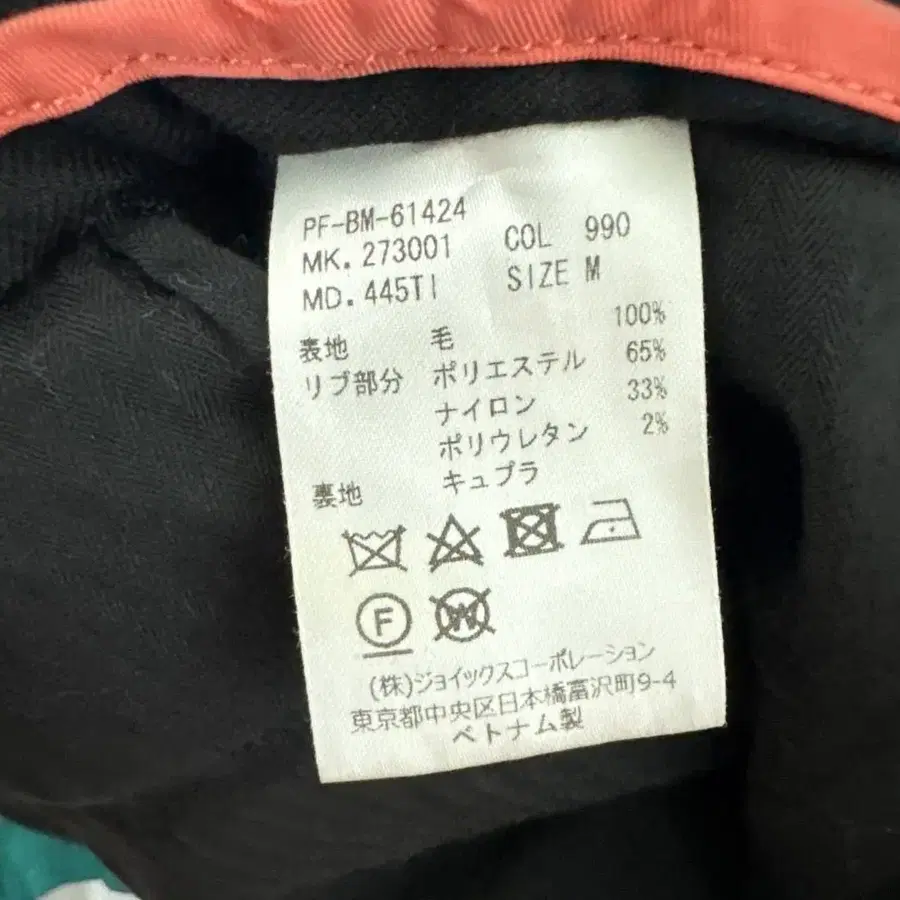 PF-BM-61424
MK. 273001 COL 990
MD. 445TI SIZE M
表地 毛 100%
リブ部分 ポリエステル 65%
ナイロン 33%
ポリウレタン 2%
裏地 キュプラ
F W
(株)ジョイックスコーポレーション
東京都中央区日本橋富沢町9-4
ベトナム製